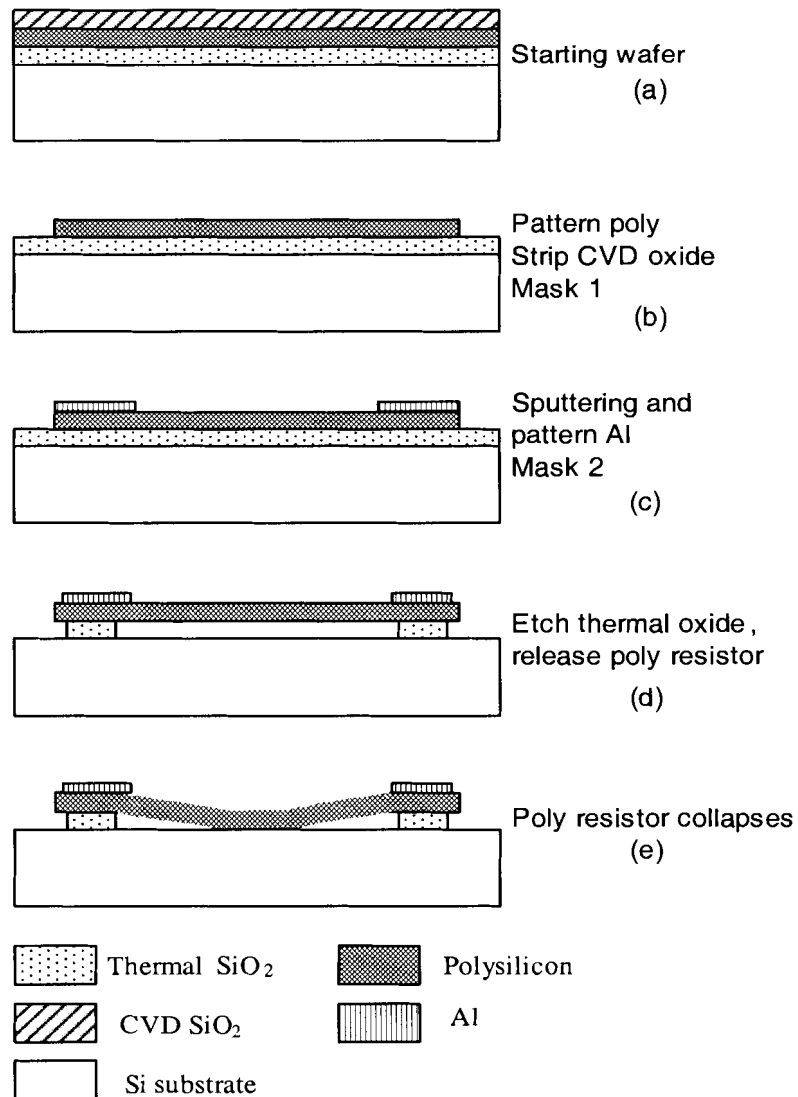 Starting wafer
(a)
Pattern poly
Strip CVD oxide
Mask 1
(b)
Sputtering and
pattern Al
Mask 2
(c)
Etch thermal oxide,
release poly resistor
(d)
Poly resistor collapses
(e)
Thermal SiO₂
Polysilicon
CVD SiO₂
Al
Si substrate